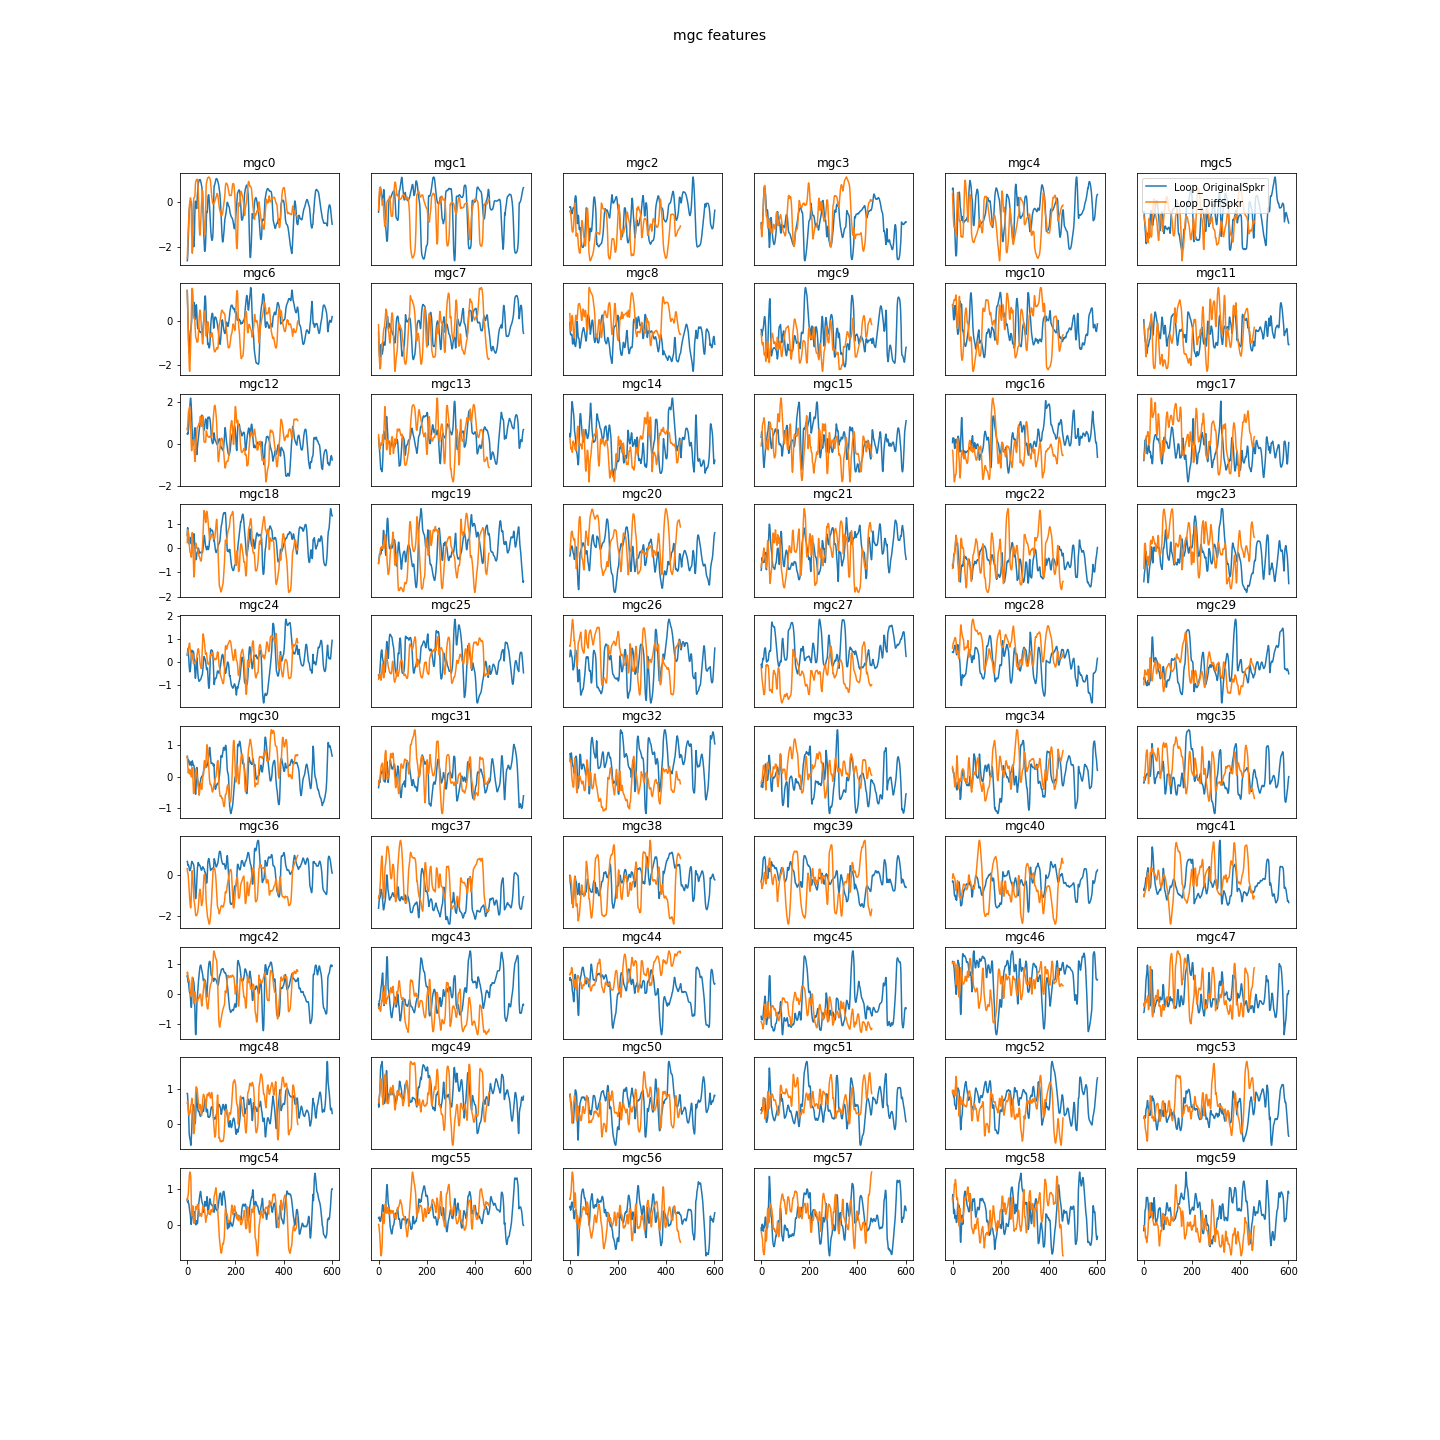 mgc features
mgc0 mgc1 mgc2 mgc3 mgc4 mgc5
Loop_OriginalSpkr
0
Loop_DiffSpkr
−2
mgc6 mgc7 mgc8 mgc9 mgc10 mgc11
0
−2
mgc12 mgc13 mgc14 mgc15 mgc16 mgc17
2
0
−2
mgc18 mgc19 mgc20 mgc21 mgc22 mgc23
1
0
−1
−2
mgc24 mgc25 mgc26 mgc27 mgc28 mgc29
2
1
0
−1
mgc30 mgc31 mgc32 mgc33 mgc34 mgc35
1
0
−1
mgc36 mgc37 mgc38 mgc39 mgc40 mgc41
0
−2
mgc42 mgc43 mgc44 mgc45 mgc46 mgc47
1
0
−1
mgc48 mgc49 mgc50 mgc51 mgc52 mgc53
1
0
mgc54 mgc55 mgc56 mgc57 mgc58 mgc59
1
0
0 200 400 600 0 200 400 600 0 200 400 600 0 200 400 600 0 200 400 600 0 200 400 600